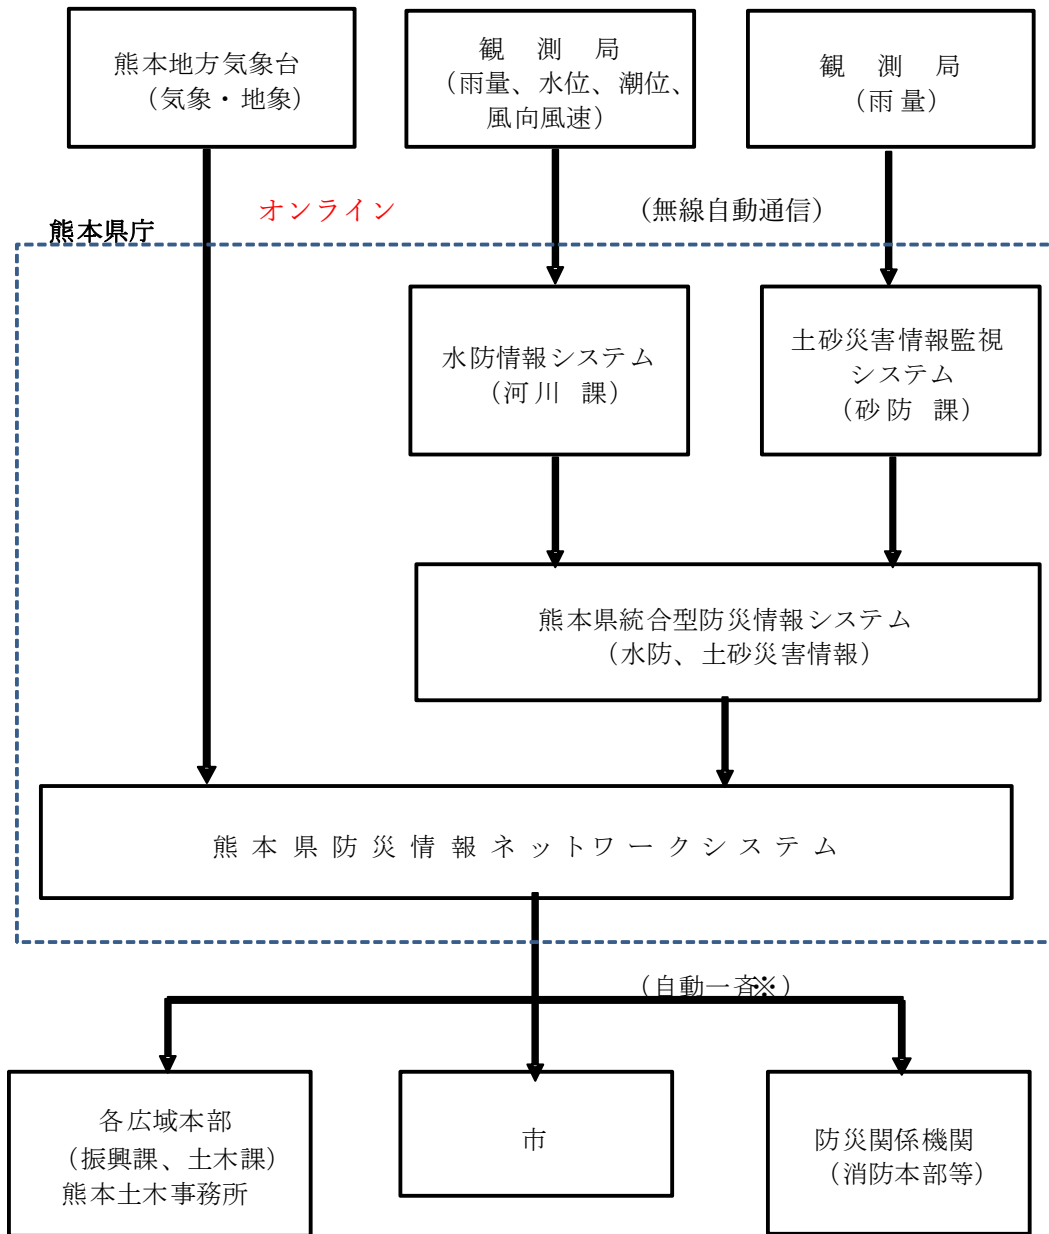 熊本地方気象台
（気象・地象）
観　測　局
（雨量、水位、潮位、
風向風速）
観　測　局
（雨 量）
オンライン
（無線自動通信）
熊本県庁
水防情報システム
（河 川　課）
土砂災害情報監視
システム
（砂 防　課）
熊本県統合型防災情報システム
（水防、土砂災害情報）
熊 本 県 防 災 情 報 ネ ッ ト ワ ー ク シ ス テ ム
（自動一斉※）
各広域本部
（振興課、土木課）
熊本土木事務所
市
防災関係機関
（消防本部等）